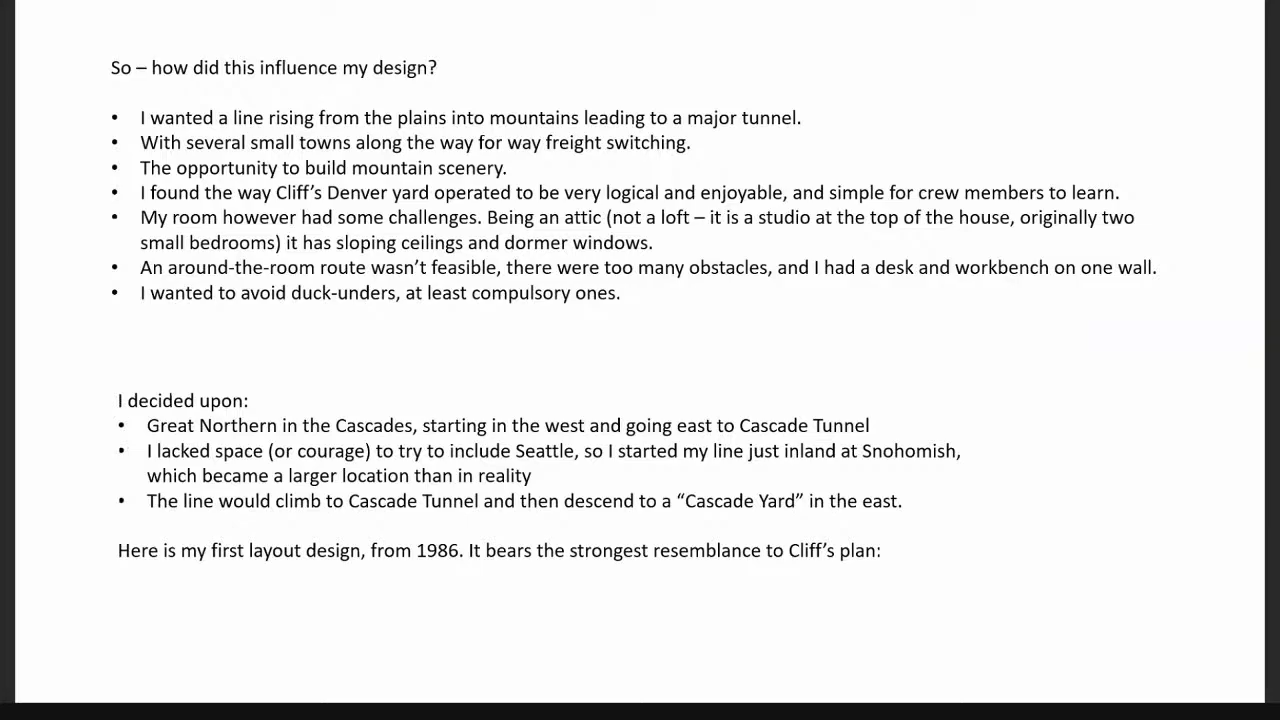 So – how did this influence my design?
• I wanted a line rising from the plains into mountains leading to a major tunnel.
• With several small towns along the way for way freight switching.
• The opportunity to build mountain scenery.
• I found the way Cliff’s Denver yard operated to be very logical and enjoyable, and simple for crew members to learn.
• My room however had some challenges. Being an attic (not a loft – it is a studio at the top of the house, originally two
small bedrooms) it has sloping ceilings and dormer windows.
• An around-the-room route wasn’t feasible, there were too many obstacles, and I had a desk and workbench on one wall.
• I wanted to avoid duck-unders, at least compulsory ones.
I decided upon:
• Great Northern in the Cascades, starting in the west and going east to Cascade Tunnel
• I lacked space (or courage) to try to include Seattle, so I started my line just inland at Snohomish,
which became a larger location than in reality
• The line would climb to Cascade Tunnel and then descend to a “Cascade Yard” in the east.
Here is my first layout design, from 1986. It bears the strongest resemblance to Cliff’s plan: